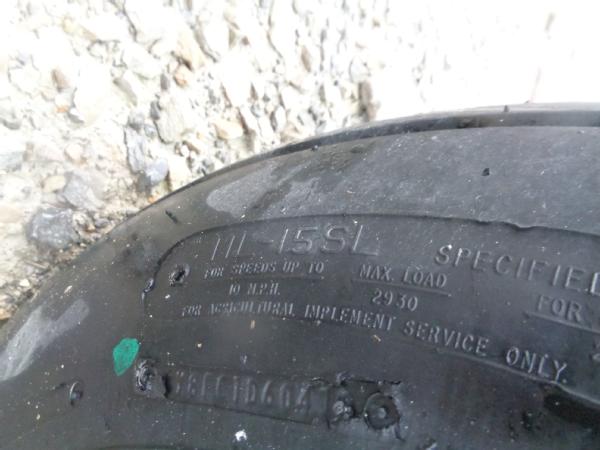 11L-15SL
FOR SPEEDS UP TO
10 M.P.H.
MAX. LOAD
2930
SPECIFIED
FOR
FOR AGRICULTURAL IMPLEMENT SERVICE ONLY.